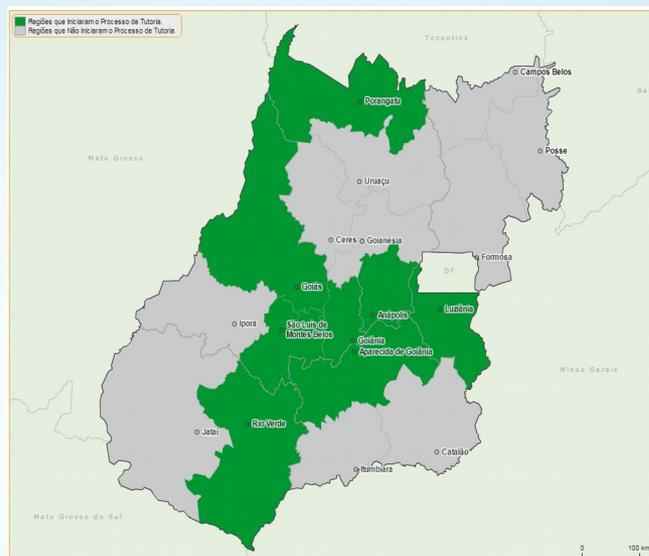 Regiões que Iniciaram o Processo de Tutoria.
Regiões que Não Iniciaram o Processo de Tutoria.
Tocantins
Campos Belos
Ba
Porangatu
Mato Grosso
Posse
Uruaçu
Ceres
Goianésia
Formosa
DF
Goiás
Luziânia
Anápolis
Iporá
São Luis de
Montes Belos
Goiânia
Aparecida de Goiânia
Minas Gerais
Rio Verde
Jataí
Catalão
Itumbiara
Mato Grosso do Sul
0 100 km